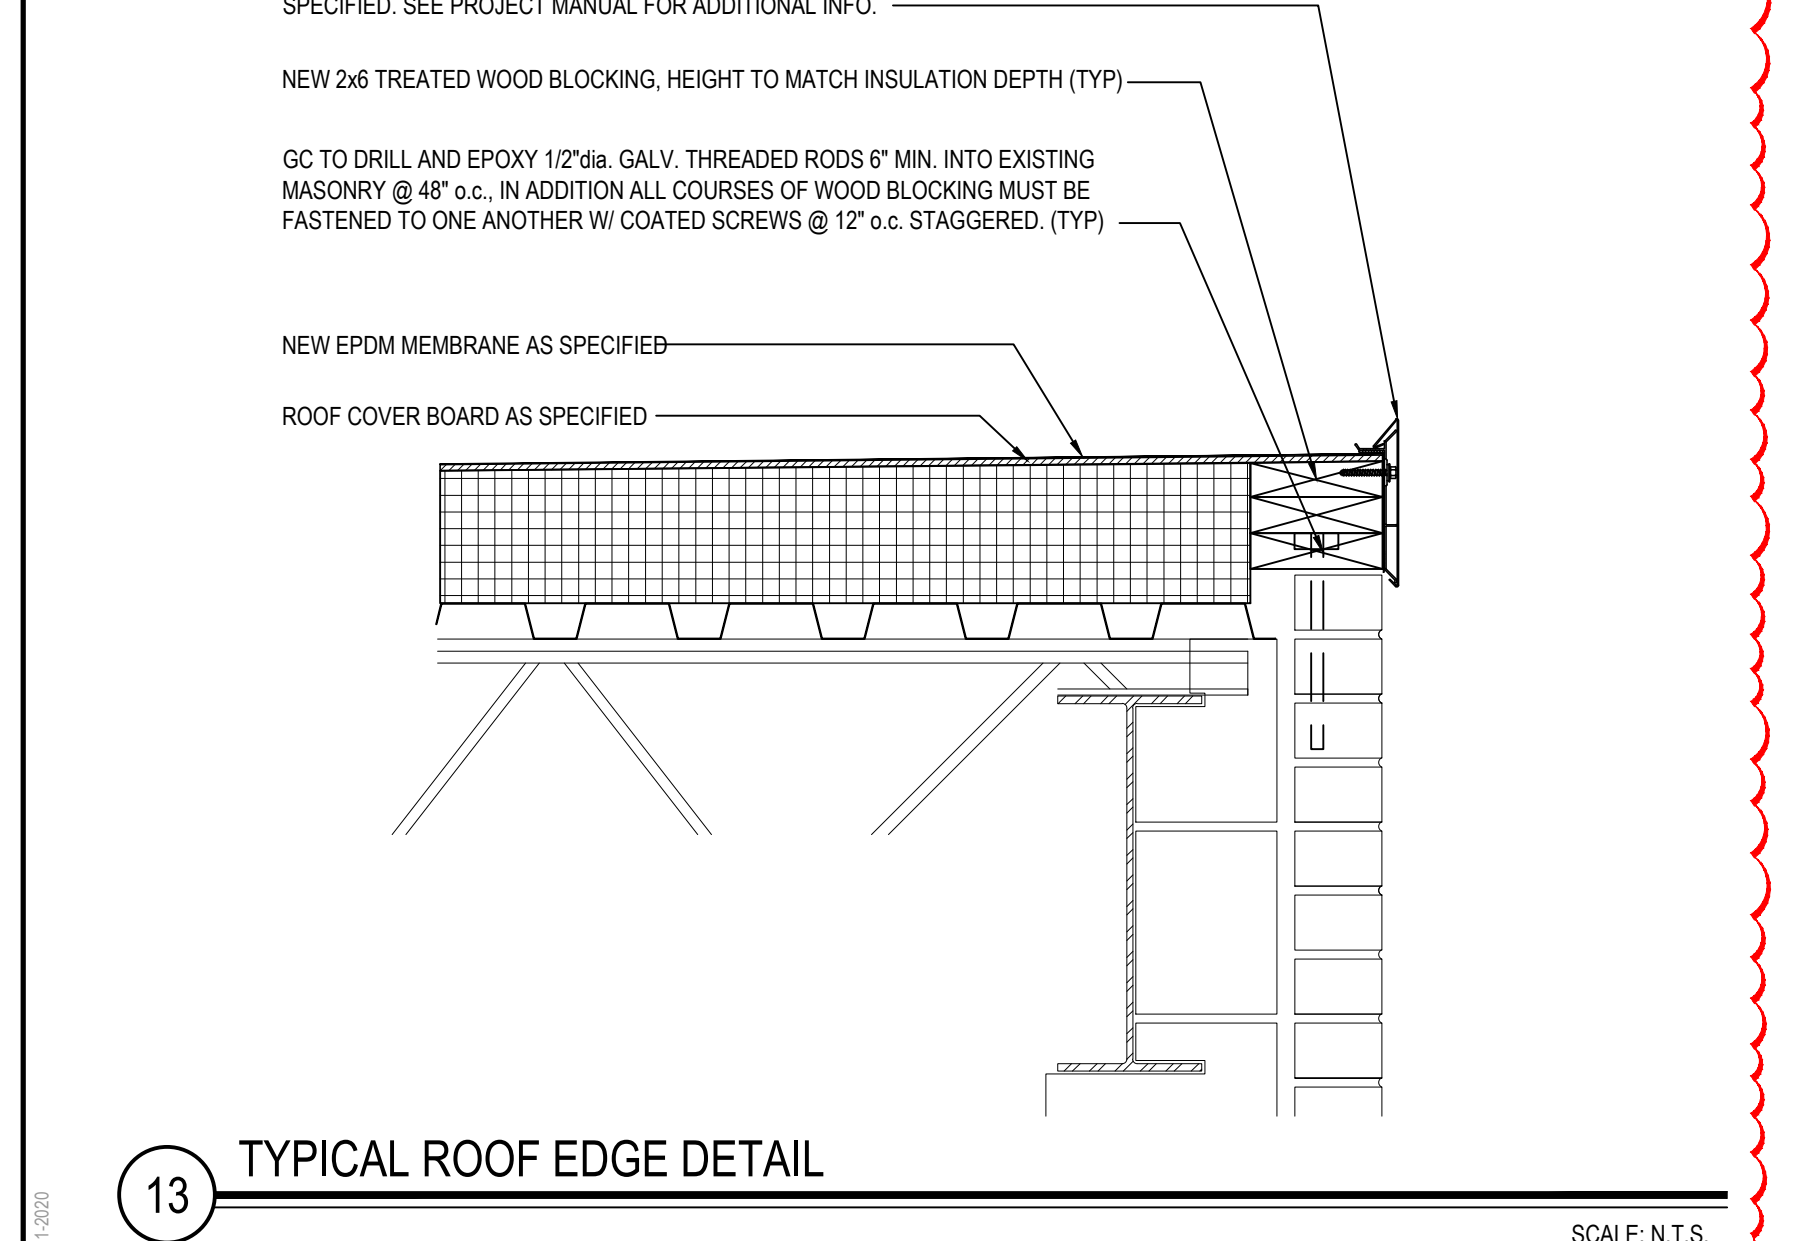 SPECIFIED. SEE PROJECT MANUAL FOR ADDITIONAL INFO.
NEW 2x6 TREATED WOOD BLOCKING, HEIGHT TO MATCH INSULATION DEPTH (TYP)
GC TO DRILL AND EPOXY 1/2"dia. GALV. THREADED RODS 6" MIN. INTO EXISTING
MASONRY @ 48" o.c., IN ADDITION ALL COURSES OF WOOD BLOCKING MUST BE
FASTENED TO ONE ANOTHER W/ COATED SCREWS @ 12" o.c. STAGGERED. (TYP)
NEW EPDM MEMBRANE AS SPECIFIED
ROOF COVER BOARD AS SPECIFIED
13
TYPICAL ROOF EDGE DETAIL
SCALE: N.T.S.
1-2020